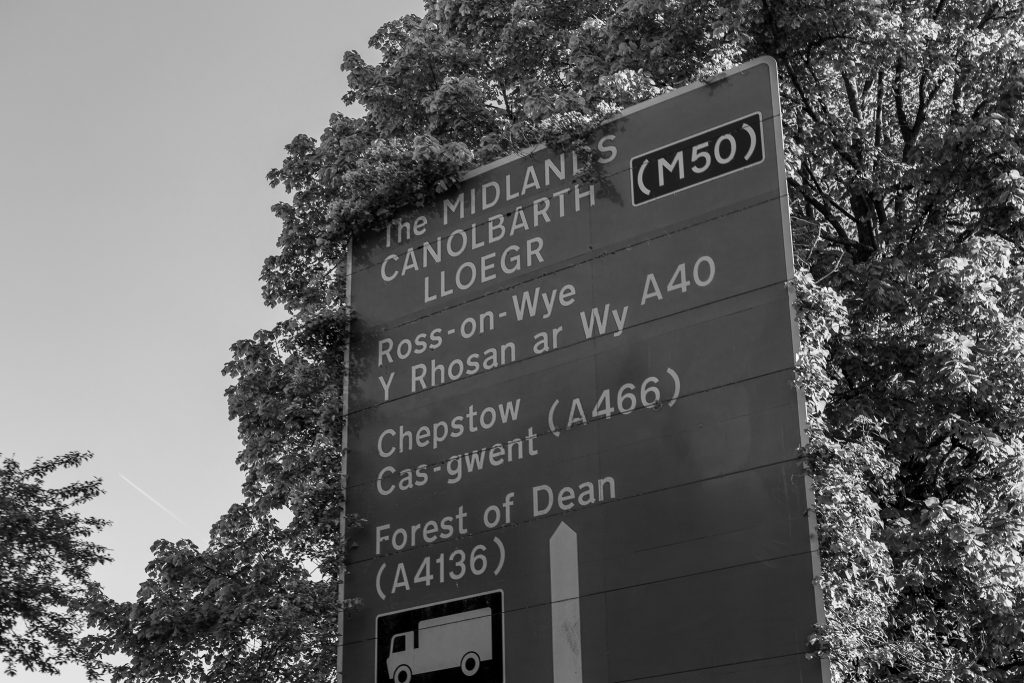 The MIDLANDS
(M50)
CANOLBARTH
LLOEGR
Ross-on-Wye
A40
Y Rhosan ar Wy
Chepstow
(A466)
Cas-gwent
Forest of Dean
(A4136)